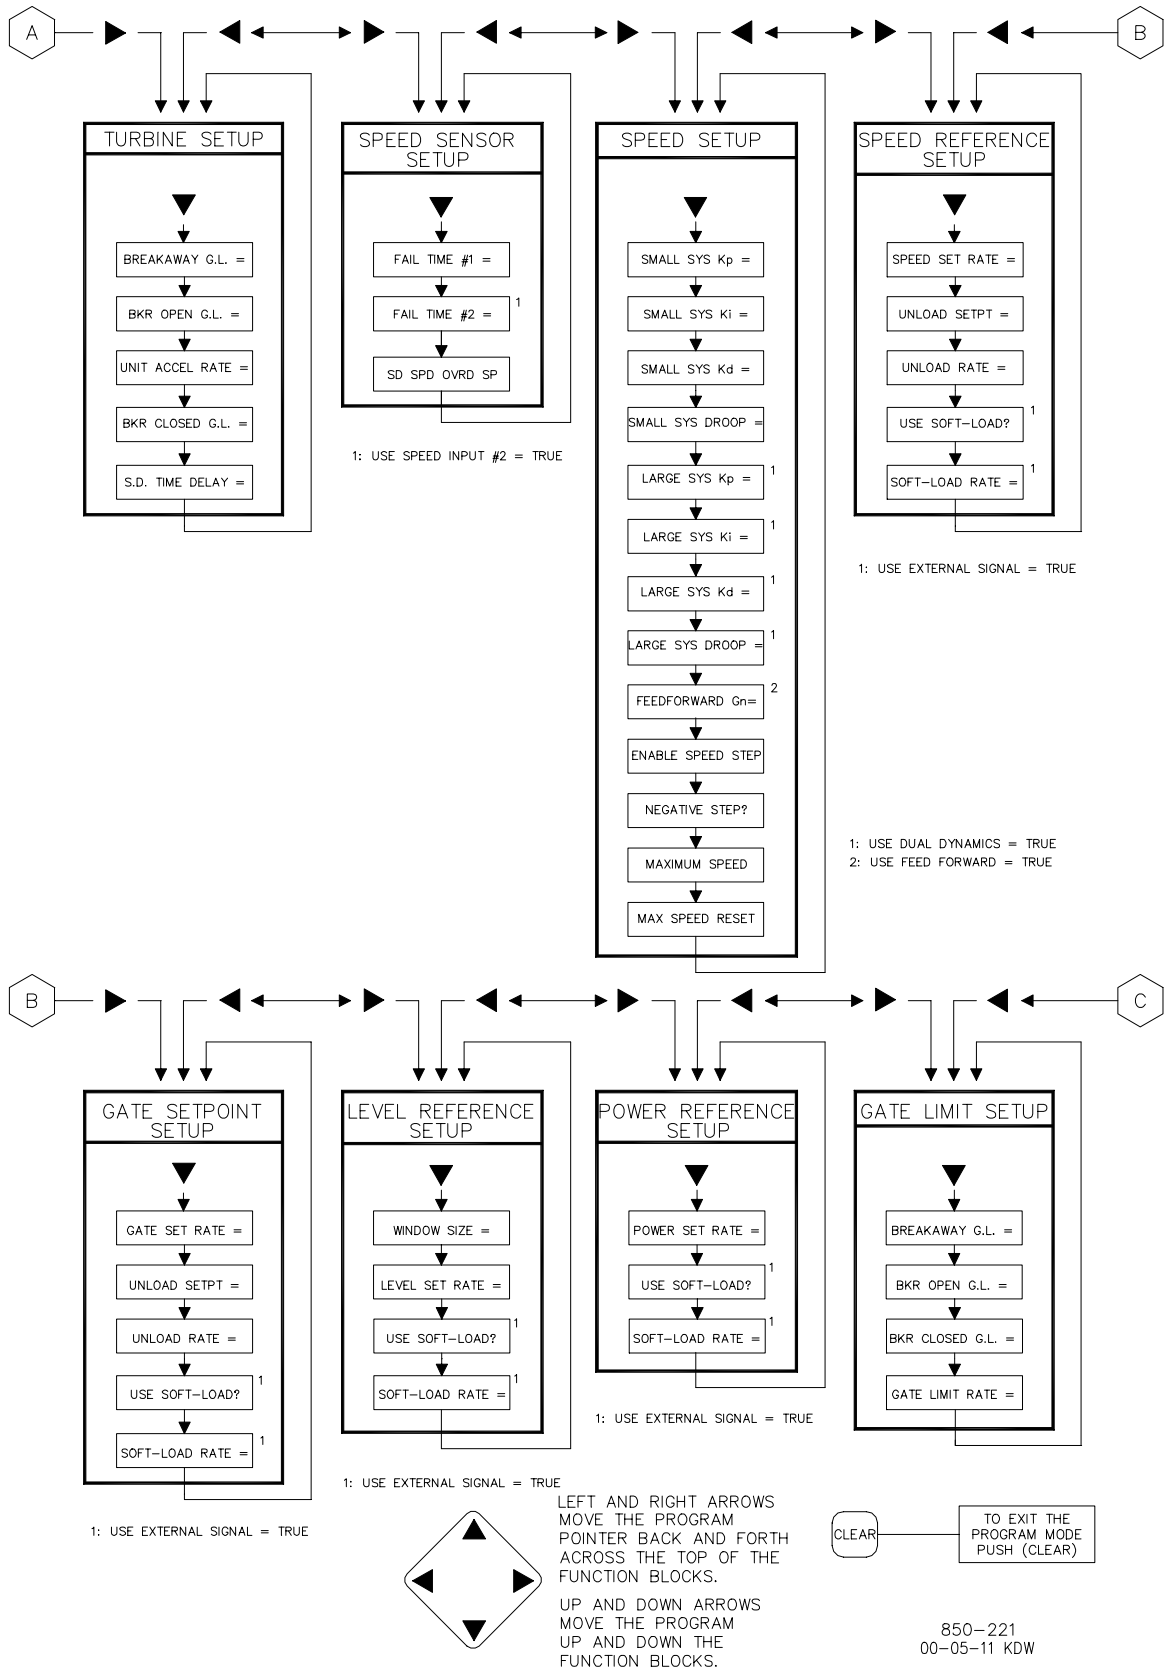 A
B
TURBINE SETUP
BREAKAWAY G.L. =
BKR OPEN G.L. =
UNIT ACCEL RATE =
BKR CLOSED G.L. =
S.D. TIME DELAY =
SPEED SENSOR
SETUP
FAIL TIME #1 =
FAIL TIME #2 =
1
SD SPD OVRD SP
1: USE SPEED INPUT #2 = TRUE
SPEED SETUP
SMALL SYS Kp =
SMALL SYS Ki =
SMALL SYS Kd =
SMALL SYS DROOP =
LARGE SYS Kp =
1
LARGE SYS Ki =
1
LARGE SYS Kd =
1
LARGE SYS DROOP =
1
FEEDFORWARD Gn=
2
ENABLE SPEED STEP
NEGATIVE STEP?
MAXIMUM SPEED
MAX SPEED RESET
1: USE DUAL DYNAMICS = TRUE
2: USE FEED FORWARD = TRUE
SPEED REFERENCE
SETUP
SPEED SET RATE =
UNLOAD SETPT =
UNLOAD RATE =
USE SOFT-LOAD?
1
SOFT-LOAD RATE =
1
1: USE EXTERNAL SIGNAL = TRUE
B
C
GATE SETPOINT
SETUP
GATE SET RATE =
UNLOAD SETPT =
UNLOAD RATE =
USE SOFT-LOAD?
1
SOFT-LOAD RATE =
1
1: USE EXTERNAL SIGNAL = TRUE
LEVEL REFERENCE
SETUP
WINDOW SIZE =
LEVEL SET RATE =
USE SOFT-LOAD?
1
SOFT-LOAD RATE =
1
1: USE EXTERNAL SIGNAL = TRUE
POWER REFERENCE
SETUP
POWER SET RATE =
USE SOFT-LOAD?
1
SOFT-LOAD RATE =
1
1: USE EXTERNAL SIGNAL = TRUE
GATE LIMIT SETUP
BREAKAWAY G.L. =
BKR OPEN G.L. =
BKR CLOSED G.L. =
GATE LIMIT RATE =
LEFT AND RIGHT ARROWS
MOVE THE PROGRAM
POINTER BACK AND FORTH
ACROSS THE TOP OF THE
FUNCTION BLOCKS.
UP AND DOWN ARROWS
MOVE THE PROGRAM
UP AND DOWN THE
FUNCTION BLOCKS.
CLEAR
TO EXIT THE
PROGRAM MODE
PUSH (CLEAR)
850-221
00-05-11 KDW